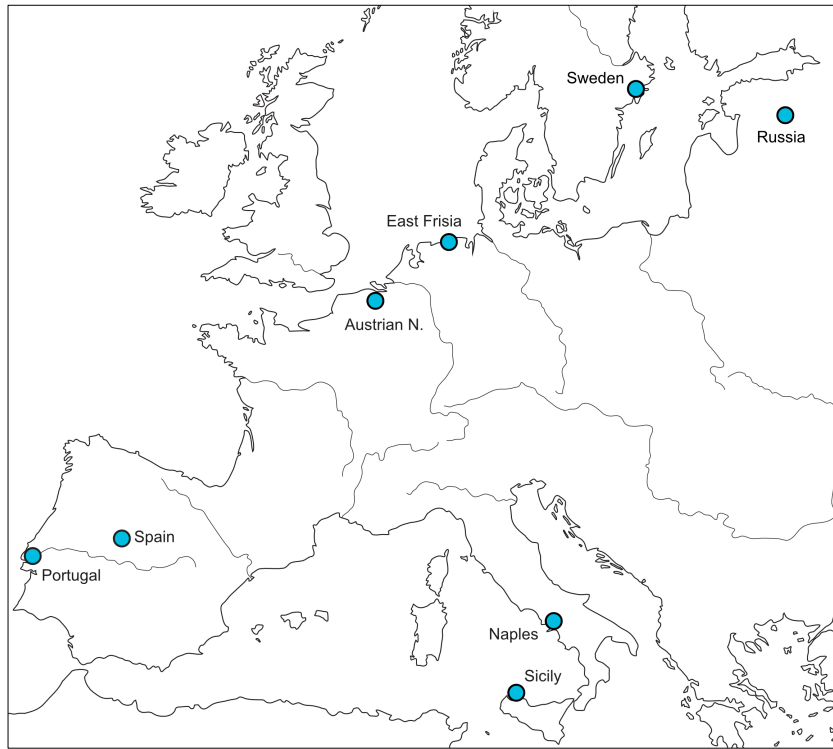 Sweden
Russia
East Frisia
Austrian N.
Spain
Portugal
Naples
Sicily